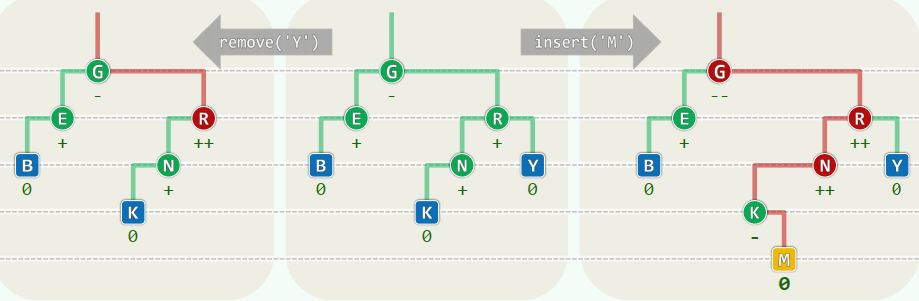 remove('Y') insert('M')
G G G
- - --
E R E R E R
+ ++ + + + ++
B N B N Y B N Y
0 + 0 + 0 0 ++ 0
K K K
0 0 -
M
0